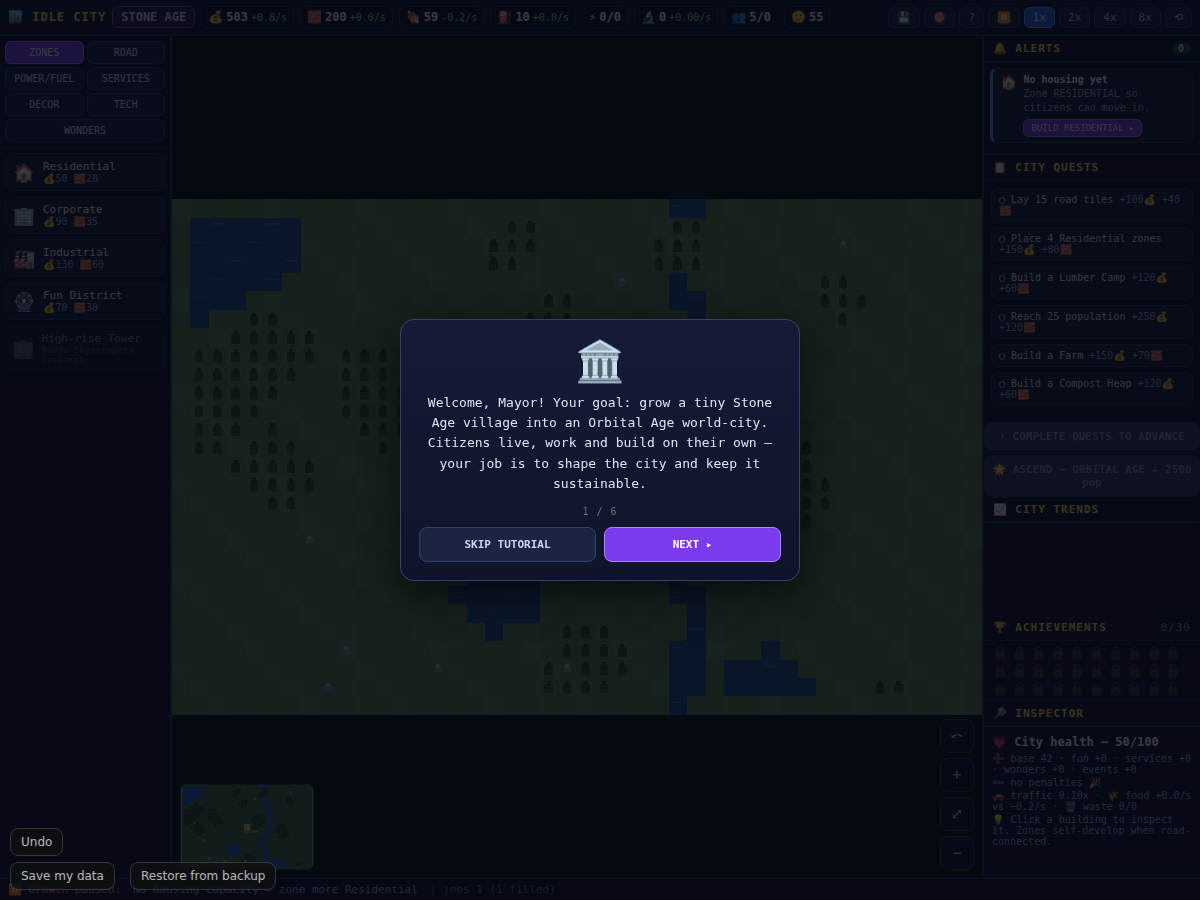 IDLE CITY STONE AGE 503 +0.8/s 200 +0.0/s 59 -0.2/s 10 +0.0/s 0/0 0 +0.00/s 5/0 55 ? 1x 2x 4x 8x
ZONES ROAD
POWER/FUEL SERVICES
DECOR TECH
WONDERS
Residential
50 20
Corporate
90 35
Industrial
130 60
Fun District
70 30
High-rise Tower
Needs Skyscrapers
research
Welcome, Mayor! Your goal: grow a tiny Stone
Age village into an Orbital Age world-city.
Citizens live, work and build on their own —
your job is to shape the city and keep it
sustainable.
1 / 6
SKIP TUTORIAL NEXT ▸
ALERTS 0
No housing yet
Zone RESIDENTIAL so
citizens can move in.
BUILD RESIDENTIAL ▸
CITY QUESTS
○ Lay 15 road tiles +100 +40
○ Place 4 Residential zones
+150 +80
○ Build a Lumber Camp +120
+60
○ Reach 25 population +250
+120
○ Build a Farm +150 +70
○ Build a Compost Heap +120
+60
⬆ COMPLETE QUESTS TO ADVANCE
ASCEND — ORBITAL AGE + 2500
pop
CITY TRENDS
ACHIEVEMENTS 0/30
INSPECTOR
City health — 50/100
base 42 · fun +0 · services +0
· wonders +0 · events +0
no penalties
traffic 0.10x · food +0.0/s
vs −0.2/s · waste 0/0
Click a building to inspect
it. Zones self-develop when road-
connected.
+
−
Undo
Save my data Restore from backup
Growth paused: No housing capacity — zone more Residential | jobs 1 (1 filled)